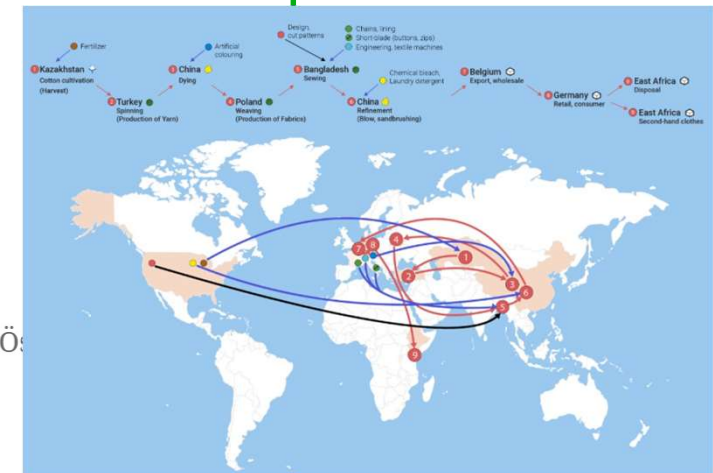 Design,
cut patterns
Chains, lining
Short blade (buttons, zips)
Engineering, textile machines
Fertilizer
Artificial
colouring
Chemical bleach,
Laundry detergent
1 Kazakhstan
Cotton cultivation
(Harvest)
2 Turkey
Spinning
(Production of Yarn)
3 China
Dying
4 Poland
Weaving
(Production of Fabrics)
5 Bangladesh
Sewing
6 China
Refinement
(Blow, sandbrushing)
7 Belgium
Export, wholesale
8 Germany
Retail, consumer
East Africa
Disposal
9 East Africa
Second-hand clothes
4
7 8
1
2
3
6
5
9